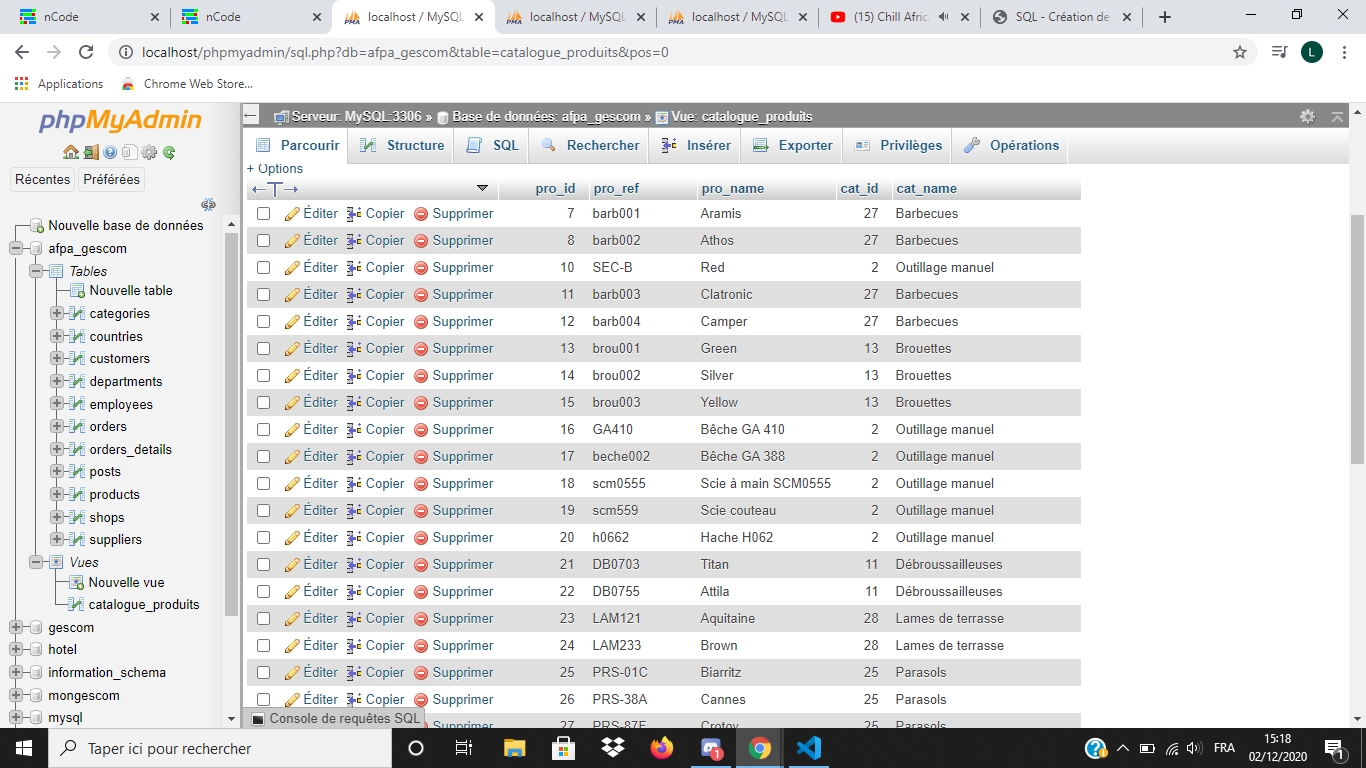 nCode
nCode
localhost / MySQL
localhost / MySQL
localhost / MySQL
(15) Chill Afric
SQL - Création de
localhost/phpmyadmin/sql.php?db=afpa_gescom&table=catalogue_produits&pos=0
L
Applications
Chrome Web Store...
phpMyAdmin
Récentes
Préférées
Nouvelle base de données
afpa_gescom
Tables
Nouvelle table
categories
countries
customers
departments
employees
orders
orders_details
posts
products
shops
suppliers
Vues
Nouvelle vue
catalogue_produits
gescom
hotel
information_schema
mongescom
mysql
Serveur: MySQL:3306 » Base de données: afpa_gescom » Vue: catalogue_produits
Parcourir Structure SQL Rechercher Insérer Exporter Privilèges Opérations
+ Options
←T→ pro_id pro_ref pro_name cat_id cat_name
Éditer Copier Supprimer 7 barb001 Aramis 27 Barbecues
Éditer Copier Supprimer 8 barb002 Athos 27 Barbecues
Éditer Copier Supprimer 10 SEC-B Red 2 Outillage manuel
Éditer Copier Supprimer 11 barb003 Clatronic 27 Barbecues
Éditer Copier Supprimer 12 barb004 Camper 27 Barbecues
Éditer Copier Supprimer 13 brou001 Green 13 Brouettes
Éditer Copier Supprimer 14 brou002 Silver 13 Brouettes
Éditer Copier Supprimer 15 brou003 Yellow 13 Brouettes
Éditer Copier Supprimer 16 GA410 Bêche GA 410 2 Outillage manuel
Éditer Copier Supprimer 17 beche002 Bêche GA 388 2 Outillage manuel
Éditer Copier Supprimer 18 scm0555 Scie à main SCM0555 2 Outillage manuel
Éditer Copier Supprimer 19 scm559 Scie couteau 2 Outillage manuel
Éditer Copier Supprimer 20 h0662 Hache H062 2 Outillage manuel
Éditer Copier Supprimer 21 DB0703 Titan 11 Débroussailleuses
Éditer Copier Supprimer 22 DB0755 Attila 11 Débroussailleuses
Éditer Copier Supprimer 23 LAM121 Aquitaine 28 Lames de terrasse
Éditer Copier Supprimer 24 LAM233 Brown 28 Lames de terrasse
Éditer Copier Supprimer 25 PRS-01C Biarritz 25 Parasols
Éditer Copier Supprimer 26 PRS-38A Cannes 25 Parasols
Supprimer 27 PRS-87E Crotoy 25 Parasols
Console de requêtes SQL
Taper ici pour rechercher
1
FRA
15:18
02/12/2020
1